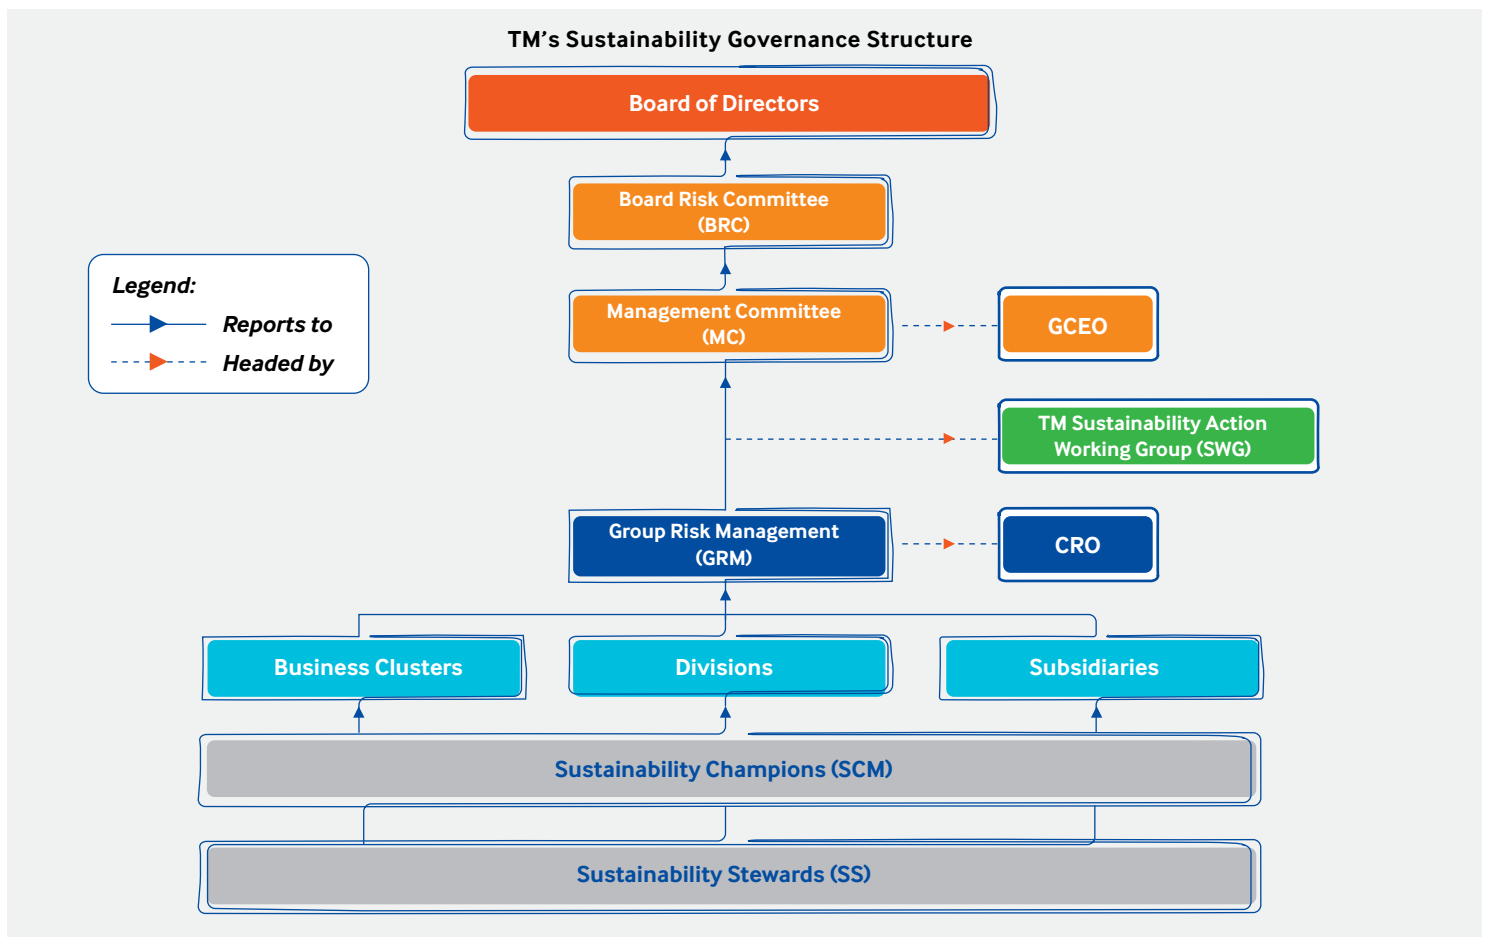 TM’s Sustainability Governance Structure
Board of Directors
Board Risk Committee
(BRC)
Legend:
Reports to
Headed by
Management Committee
(MC)
GCEO
TM Sustainability Action
Working Group (SWG)
Group Risk Management
(GRM)
CRO
Business Clusters
Divisions
Subsidiaries
Sustainability Champions (SCM)
Sustainability Stewards (SS)